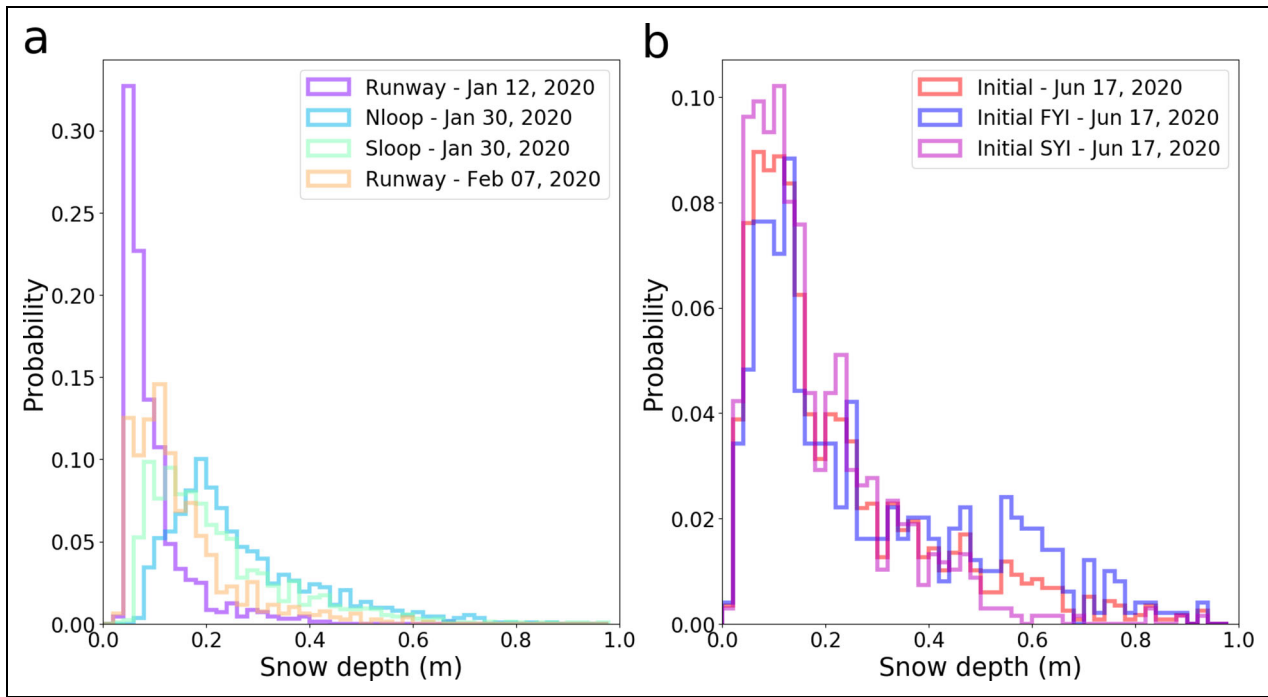 a
Runway - Jan 12, 2020
Nloop - Jan 30, 2020
Sloop - Jan 30, 2020
Runway - Feb 07, 2020
0.30
0.25
0.20
0.15
0.10
0.05
0.00
Probability
0.0 0.2 0.4 0.6 0.8 1.0
Snow depth (m)
b
Initial - Jun 17, 2020
Initial FYI - Jun 17, 2020
Initial SYI - Jun 17, 2020
0.10
0.08
0.06
0.04
0.02
0.00
Probability
0.0 0.2 0.4 0.6 0.8 1.0
Snow depth (m)